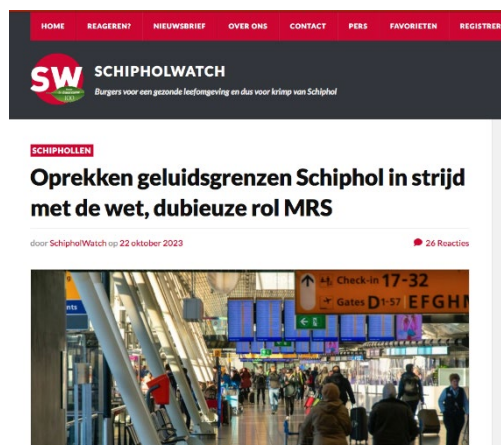 HOME REAGEREN? NIEUWSBRIEF OVER ONS CONTACT PERS FAVORIETEN REGISTRER
SW
SCHIPHOLWATCH
Burgers voor een gezonde leefomgeving en dus voor krimp van Schiphol
SCHIPHOLLEN
Oprekken geluidsgrenzen Schiphol in strijd
met de wet, dubieuze rol MRS
door SchipholWatch op 22 oktober 2023
26 Reacties
Check-in 17-32
Gates D 1-57 EFGH